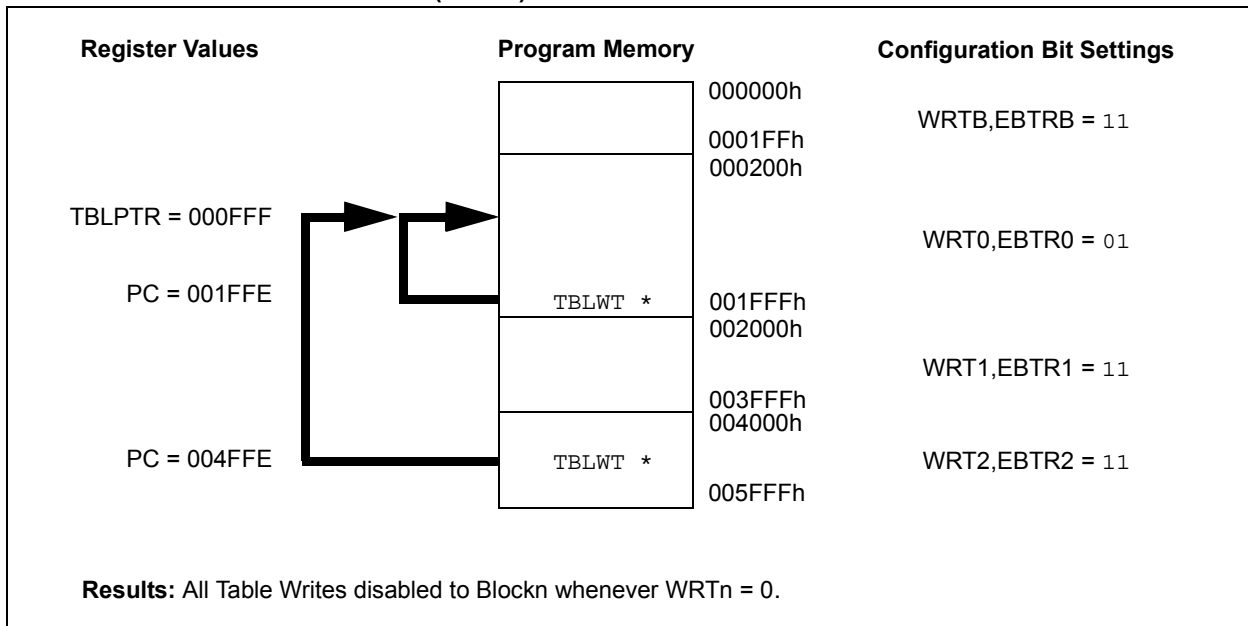 Register Values Program Memory Configuration Bit Settings
000000h
WRTB,EBTRB = 11
0001FFh
000200h
TBLPTR = 000FFF
WRT0,EBTR0 = 01
PC = 001FFE
TBLWT * 001FFFh
002000h
WRT1,EBTR1 = 11
003FFFh
004000h
PC = 004FFE TBLWT * WRT2,EBTR2 = 11
005FFFh
Results: All Table Writes disabled to Blockn whenever WRTn = 0.